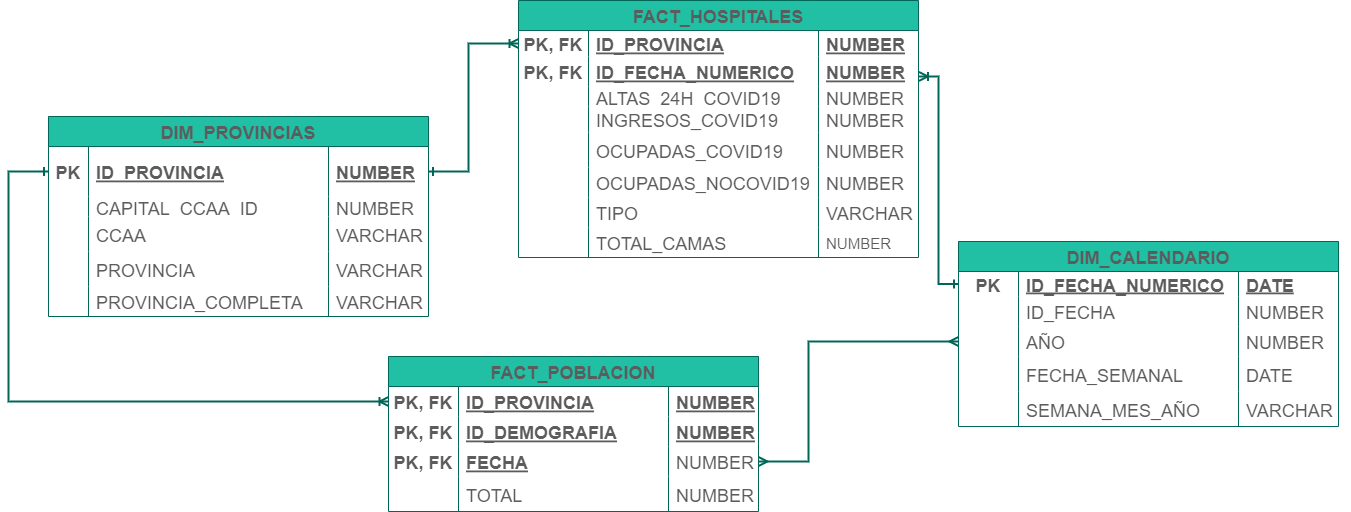 FACT_HOSPITALES
PK, FK ID_PROVINCIA NUMBER
PK, FK ID_FECHA_NUMERICO NUMBER
ALTAS_24H_COVID19 NUMBER
INGRESOS_COVID19 NUMBER
OCUPADAS_COVID19 NUMBER
OCUPADAS_NOCOVID19 NUMBER
TIPO VARCHAR
TOTAL_CAMAS NUMBER
DIM_PROVINCIAS
PK ID_PROVINCIA NUMBER
CAPITAL_CCAA_ID NUMBER
CCAA VARCHAR
PROVINCIA VARCHAR
PROVINCIA_COMPLETA VARCHAR
DIM_CALENDARIO
PK ID_FECHA_NUMERICO DATE
ID_FECHA NUMBER
AÑO NUMBER
FECHA_SEMANAL DATE
SEMANA_MES_AÑO VARCHAR
FACT_POBLACION
PK, FK ID_PROVINCIA NUMBER
PK, FK ID_DEMOGRAFIA NUMBER
PK, FK FECHA NUMBER
TOTAL NUMBER